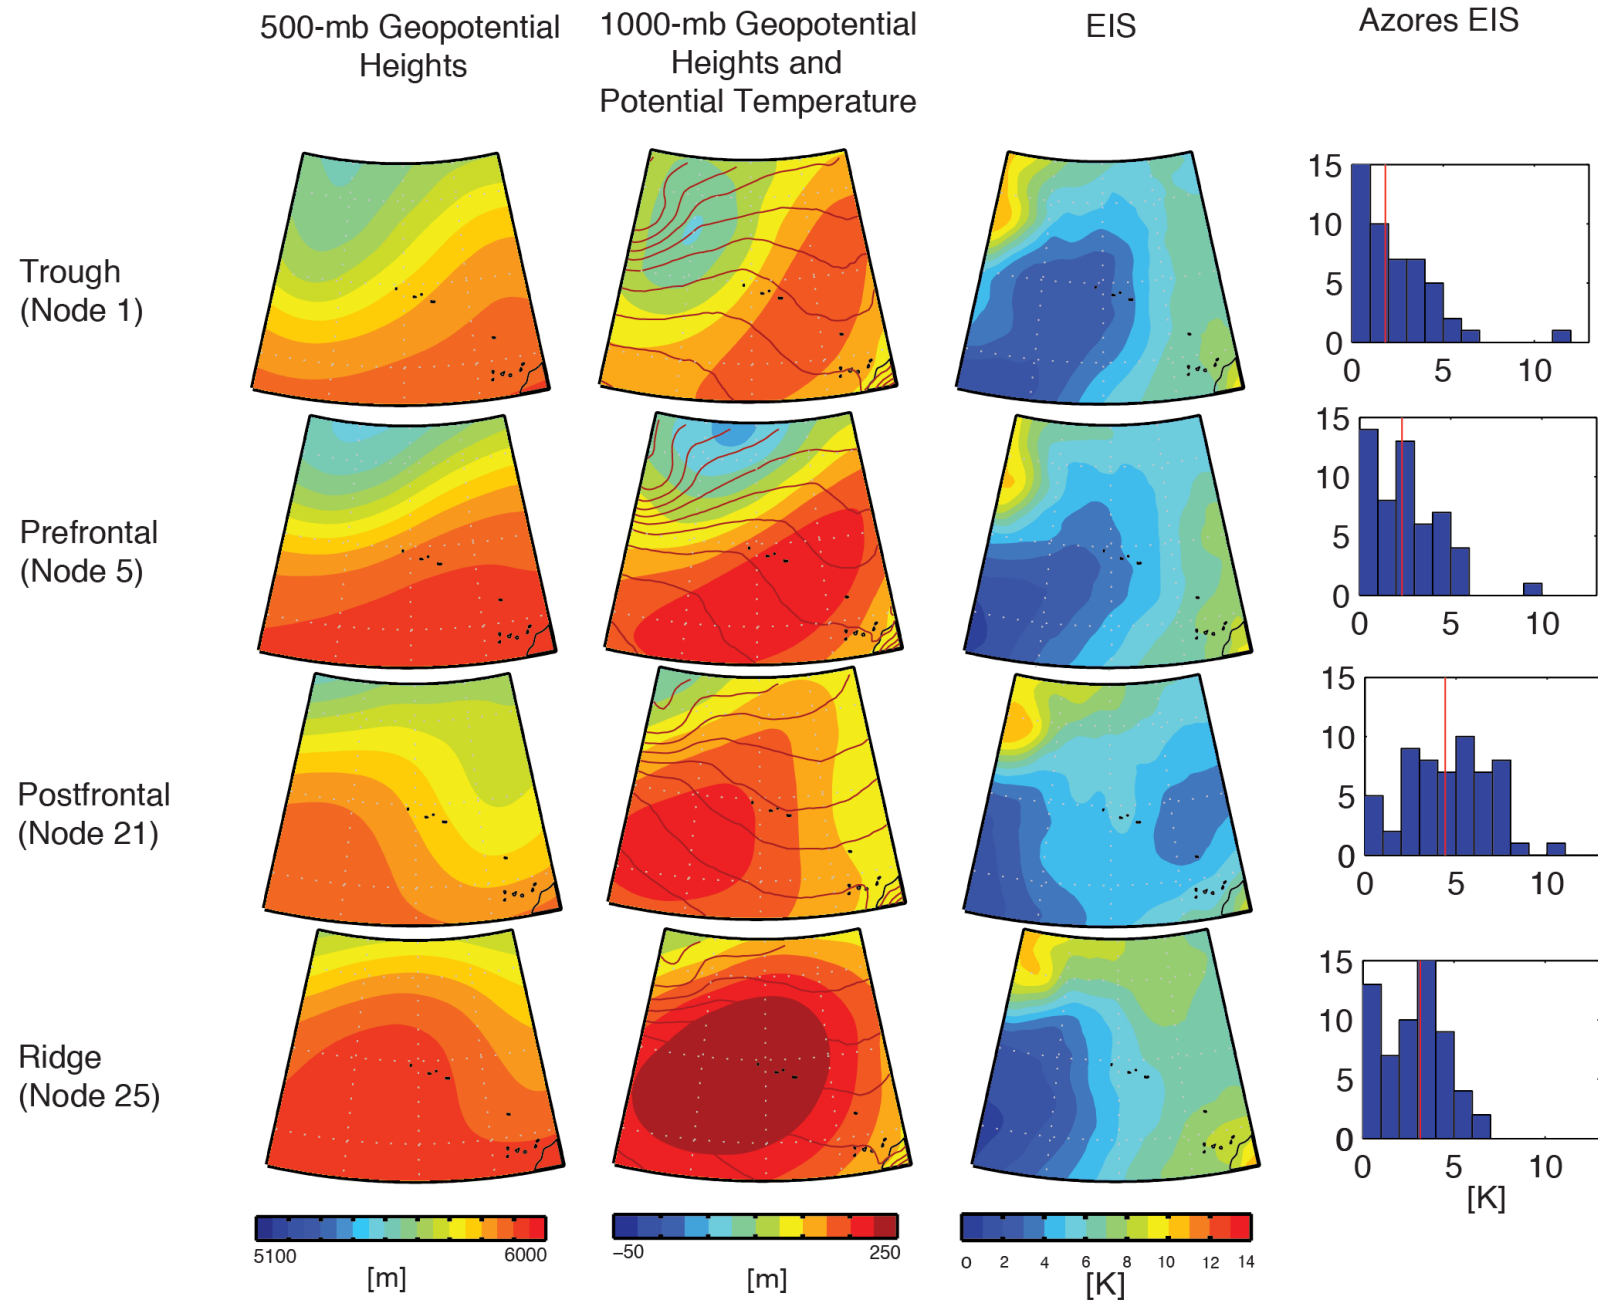 500-mb Geopotential
Heights
1000-mb Geopotential
Heights and
Potential Temperature
EIS
Azores EIS
Trough
(Node 1)
15
10
5
0
0 5 10
Prefrontal
(Node 5)
15
10
5
0
0 5 10
Postfrontal
(Node 21)
15
10
5
0
0 5 10
Ridge
(Node 25)
15
10
5
0
0 5 10
[K]
5100 6000
[m]
−50 250
[m]
0 2 4 6 8 10 12 14
[K]